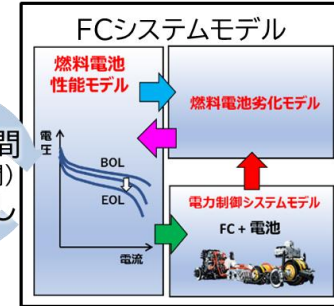 FCシステムモデル
燃料電池
性能モデル
電
圧
BOL
EOL
電流
燃料電池劣化モデル
電力制御システムモデル
FC + 電池
間
)
し